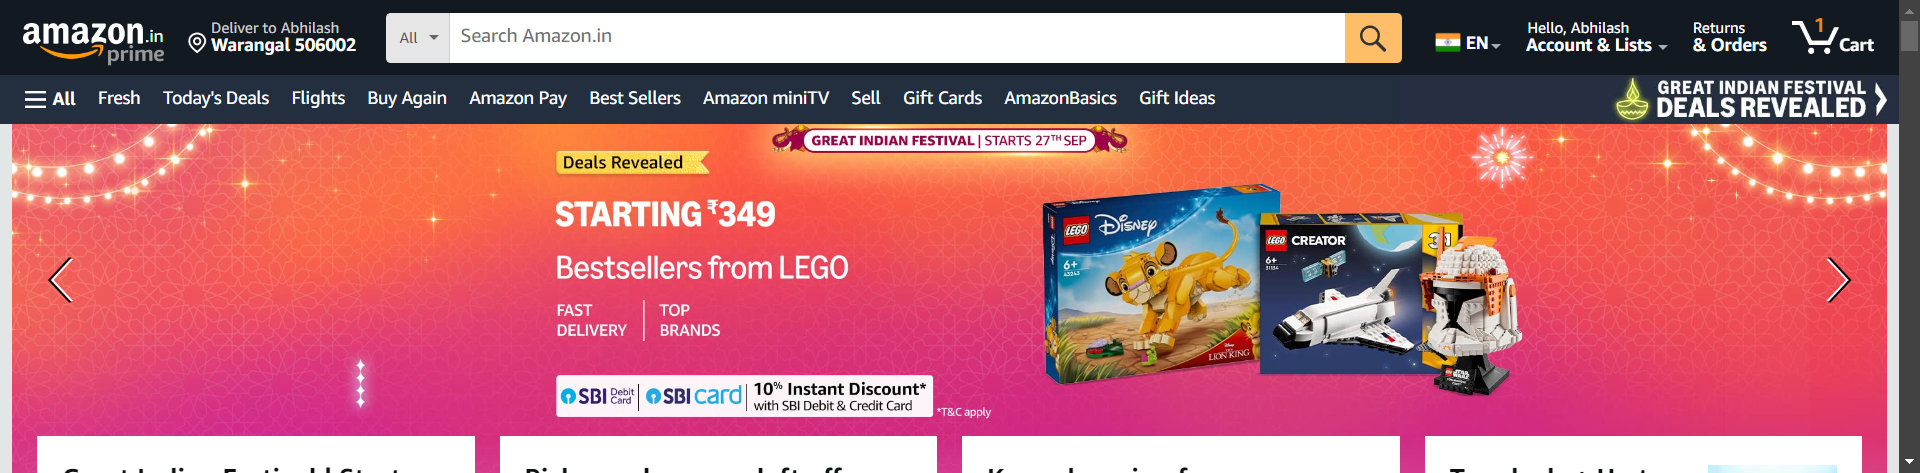 amazon.in
prime
Deliver to Abhilash
Warangal 506002
All
Search Amazon.in
EN
Hello, Abhilash
Account & Lists
Returns
& Orders
1
Cart
All
Fresh
Today's Deals
Flights
Buy Again
Amazon Pay
Best Sellers
Amazon miniTV
Sell
Gift Cards
AmazonBasics
Gift Ideas
GREAT INDIAN FESTIVAL
DEALS REVEALED
GREAT INDIAN FESTIVAL | STARTS 27TH SEP
Deals Revealed
STARTING ₹349
Bestsellers from LEGO
FAST
DELIVERY
TOP
BRANDS
SBI Debit Card
SBI card
10% Instant Discount*
with SBI Debit & Credit Card
*T&C apply
LEGO
Disney
6+
43243
Disney
THE
LION KING
LEGO
CREATOR
6+
31134
3in1
LEGO
STAR WARS